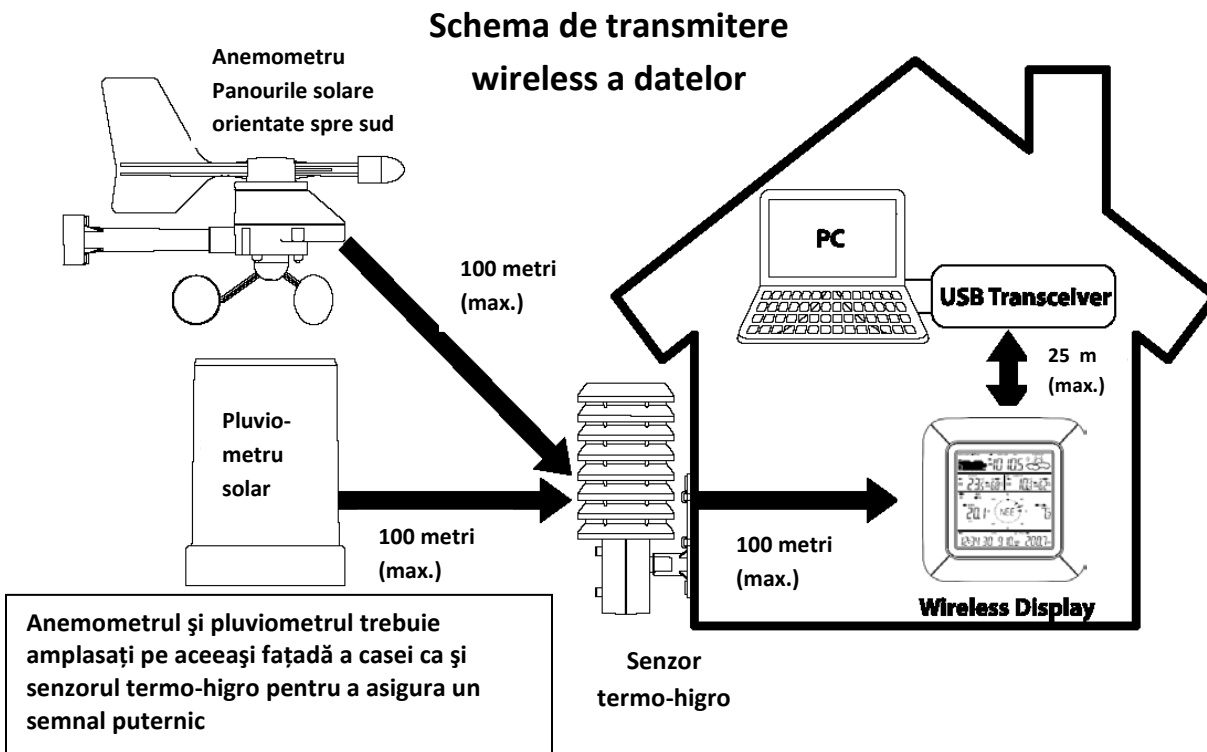 Schema de transmitere
wireless a datelor
Anemometru
Panourile solare
orientate spre sud
100 metri
(max.)
PC
USB Transceiver
25 m
(max.)
Pluvio-
metru
solar
100 metri
(max.)
100 metri
(max.)
Wireless Display
Senzor
termo-higro
Anemometrul şi pluviometrul trebuie
amplasați pe aceeaşi fațadă a casei ca şi
senzorul termo-higro pentru a asigura un
semnal puternic